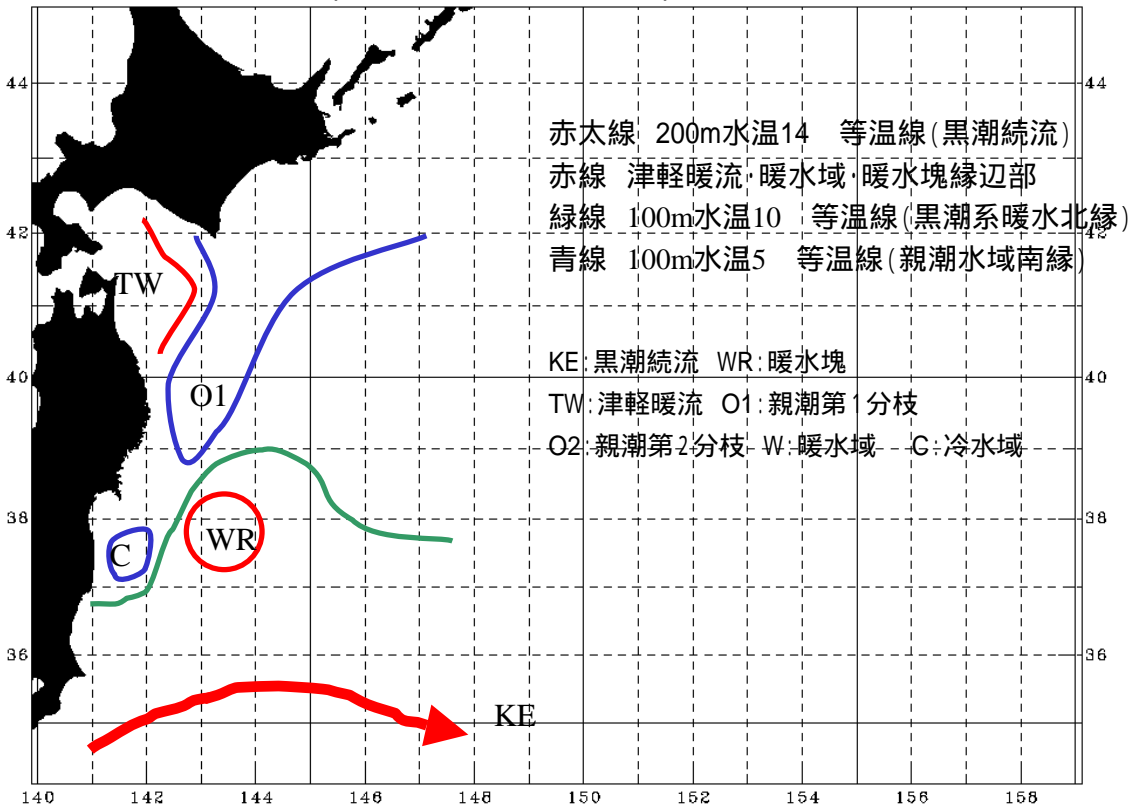 44
44
赤太線 200m水温14 等温線(黒潮続流)
赤線 津軽暖流・暖水域・暖水塊縁辺部
42
緑線 100m水温10 等温線(黒潮系暖水北縁)
42
青線 100m水温5 等温線(親潮水域南縁)
TW
KE:黒潮続流 WR:暖水塊
40
40
O1
TW:津軽暖流 O1:親潮第1分枝
O2:親潮第2分枝 W:暖水域 C:冷水域
38
38
WR
C
36
36
KE
140 142 144 146 148 150 152 154 156 158